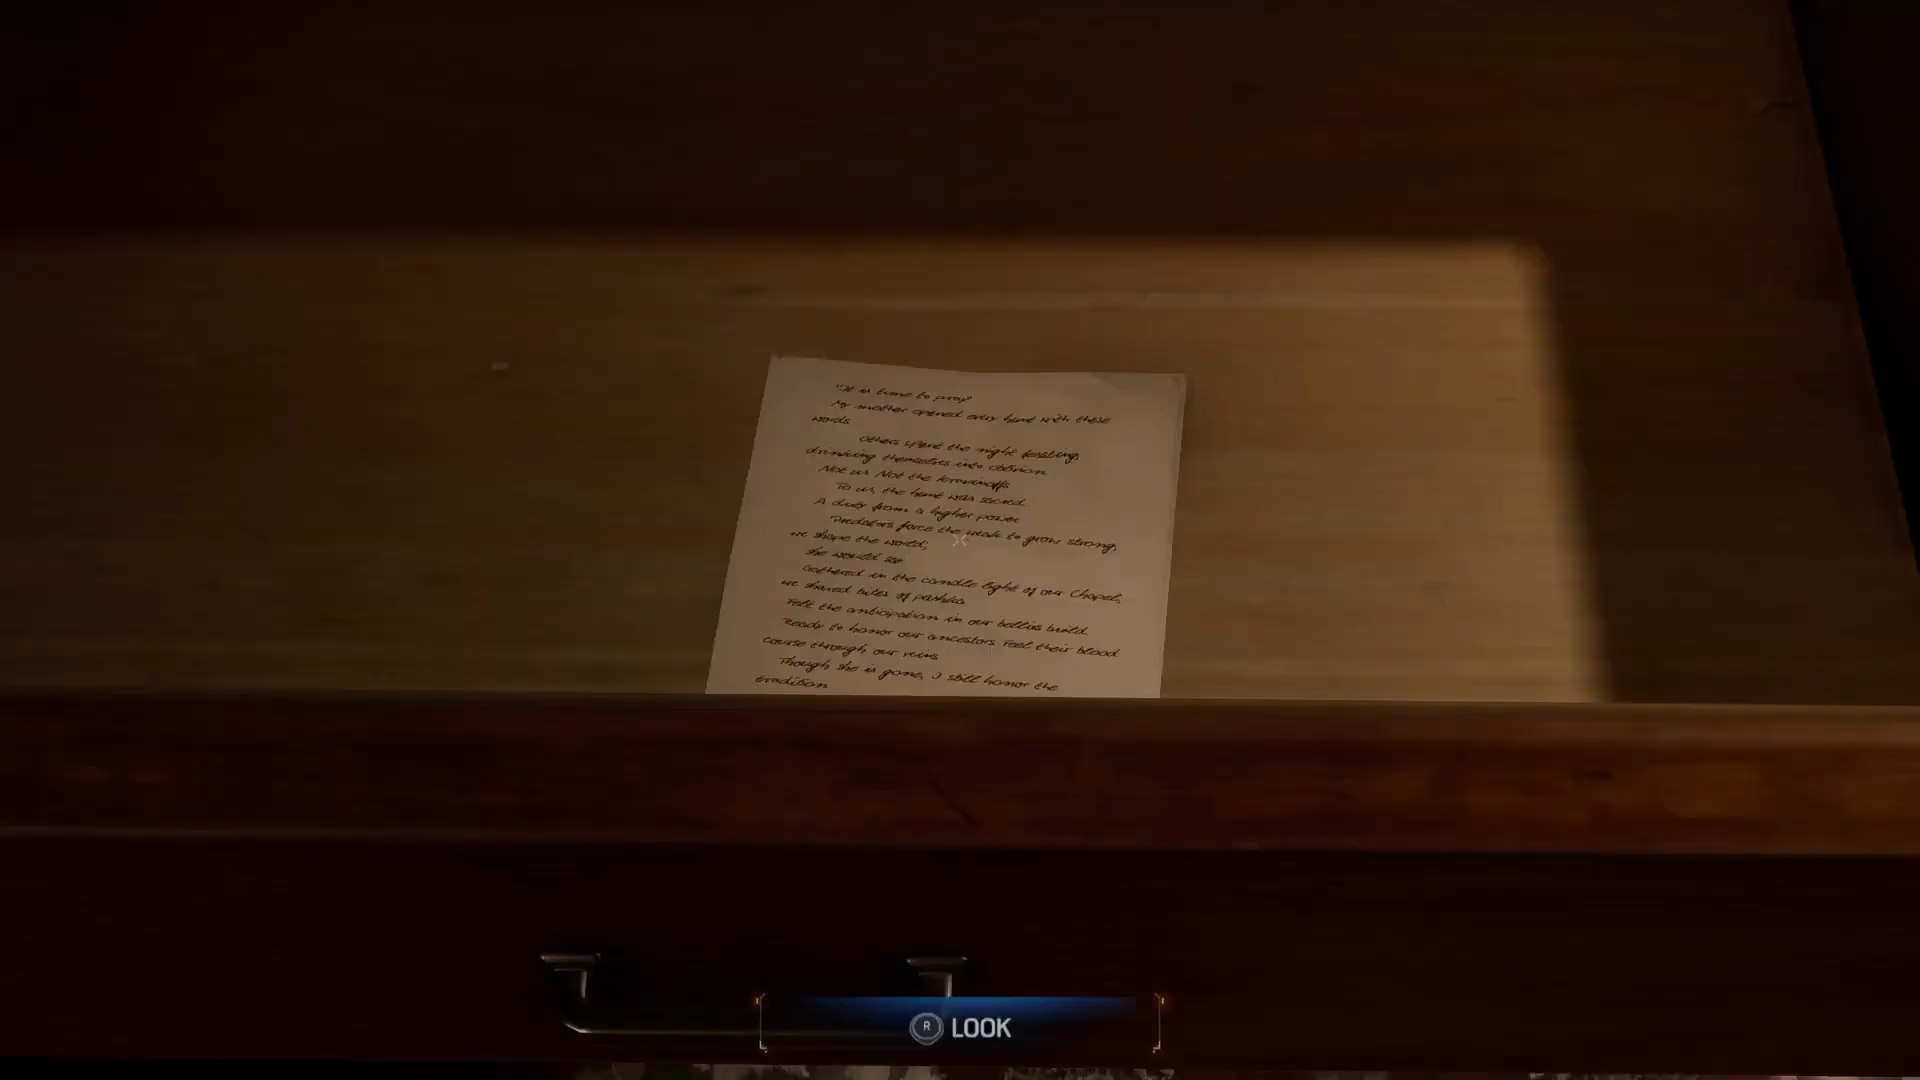 "It is time to pray."
My mother opened every hunt with these
words.
Others spent the night feasting,
drinking themselves into oblivion.
Not us. Not the
To us, the hunt was sacred.
A duty from a higher power.
Predators force the weak to grow strong,
we shape the world;
she would say.
Gathered in the candle light of our Chapel,
we shared bites of pashka.
Felt the anticipation in our bellies build.
Ready to honor our ancestors. Feel their blood
course through our veins.
Though she is gone, I still honor the
tradition
R LOOK